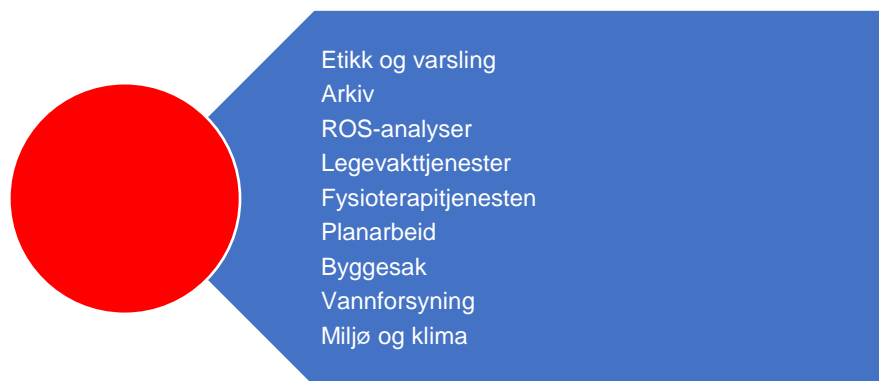 Etikk og varsling
Arkiv
ROS-analyser
Legevakttjenester
Fysioterapitjenesten
Planarbeid
Byggesak
Vannforsyning
Miljø og klima